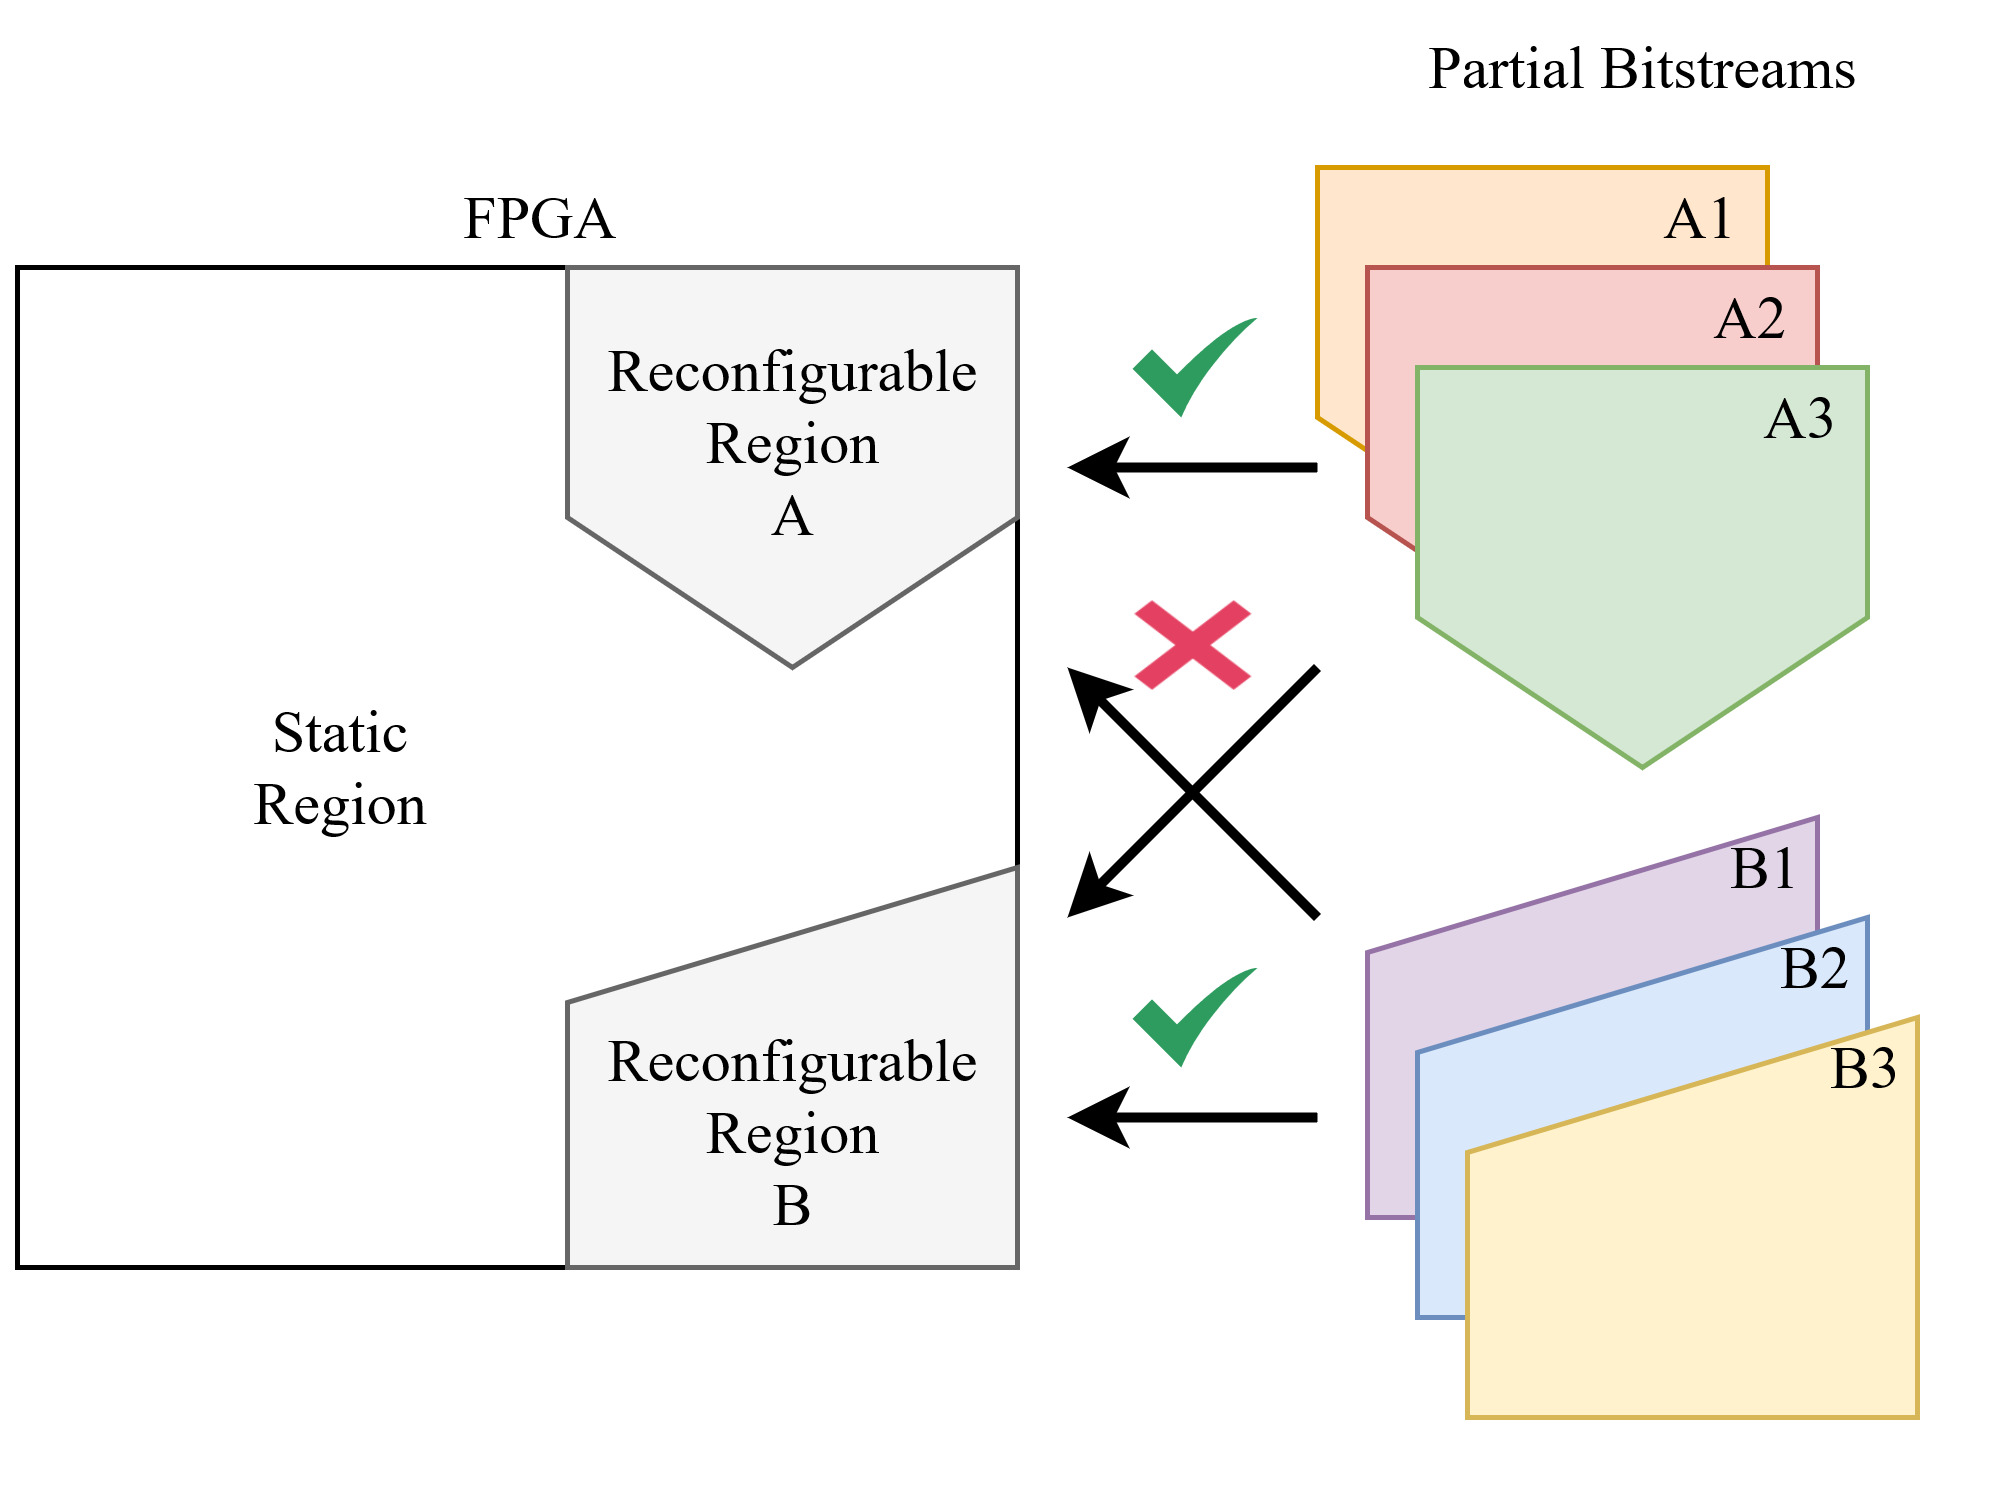 Partial Bitstreams
FPGA
Reconfigurable
Region
A
Static
Region
Reconfigurable
Region
B
A1
A2
A3
B1
B2
B3